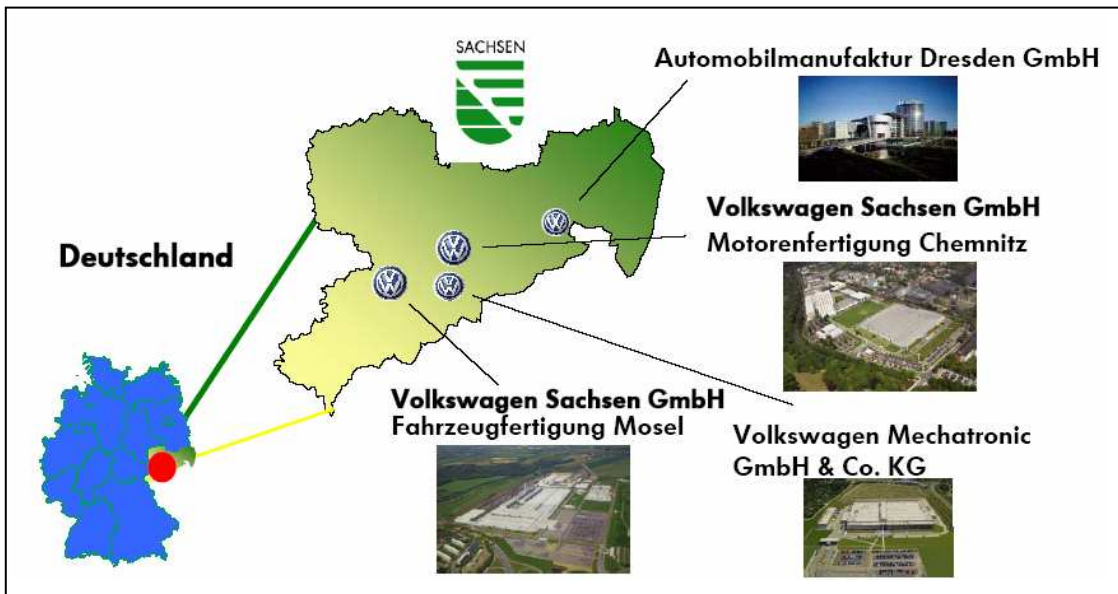 SACHSEN
Automobilmanufaktur Dresden GmbH
Volkswagen Sachsen GmbH
Motorenfertigung Chemnitz
Deutschland
Volkswagen Sachsen GmbH
Fahrzeugfertigung Mosel
Volkswagen Mechatronic
GmbH & Co. KG